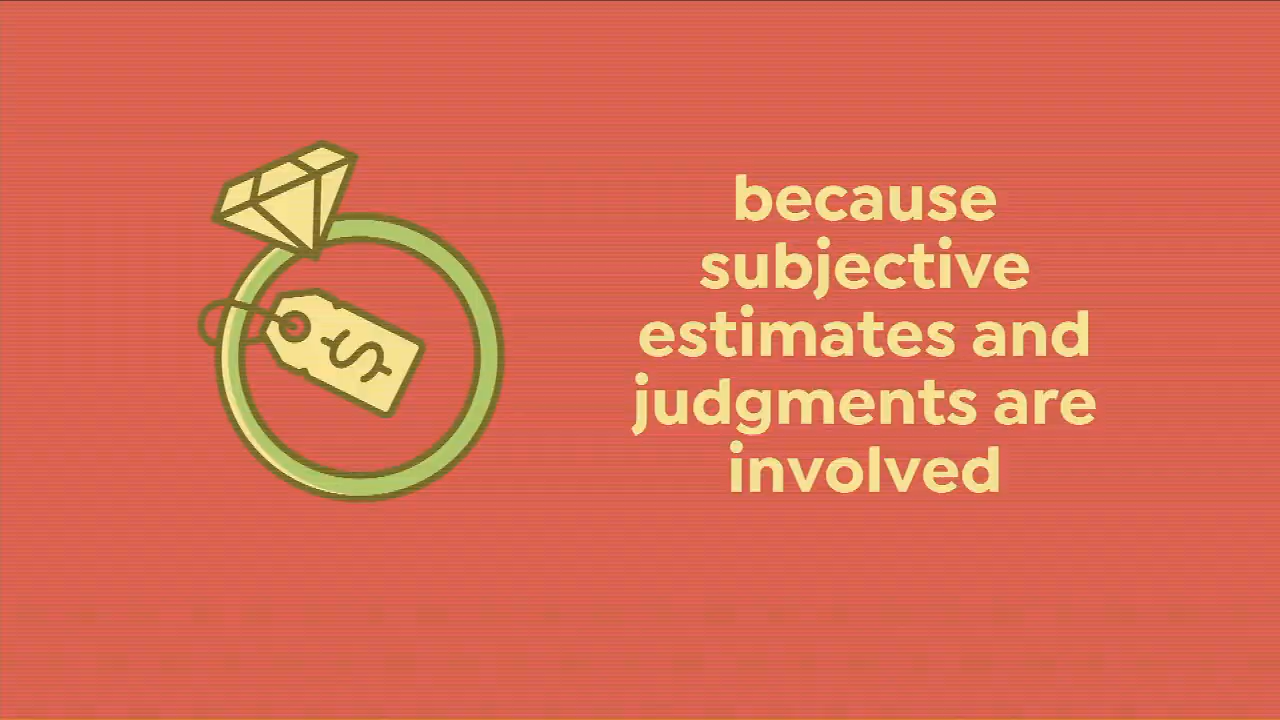 $
because
subjective
estimates and
judgments are
involved